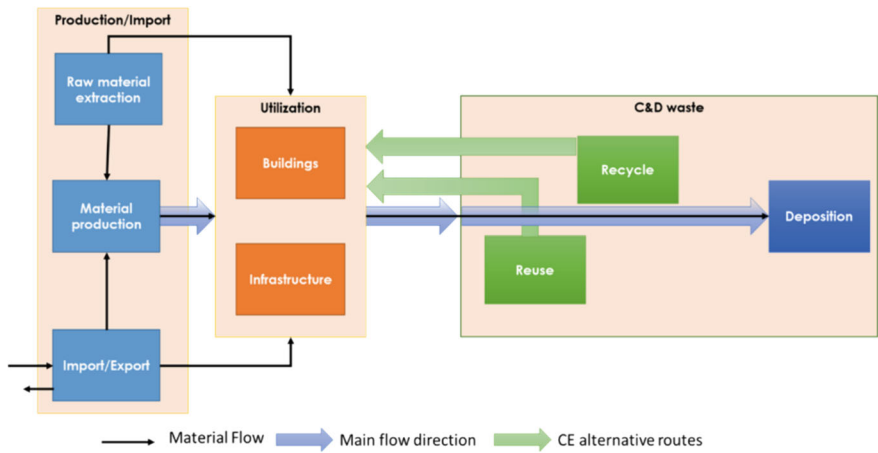 Production/Import
Raw material
extraction
Utilization
C&D waste
Buildings
Recycle
Material
production
Deposition
Infrastructure
Reuse
Import/Export
Material Flow
Main flow direction
CE alternative routes